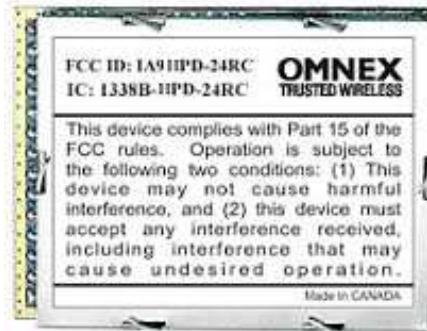 FCC ID: IA9HPD-24RC
IC: 1338B-HPD-24RC
OMNEX
TRUSTED WIRELESS
This device complies with Part 15 of the
FCC rules. Operation is subject to
the following two conditions: (1) This
device may not cause harmful
interference, and (2) this device must
accept any interference received,
including interference that may
cause undesired operation.
Made in CANADA